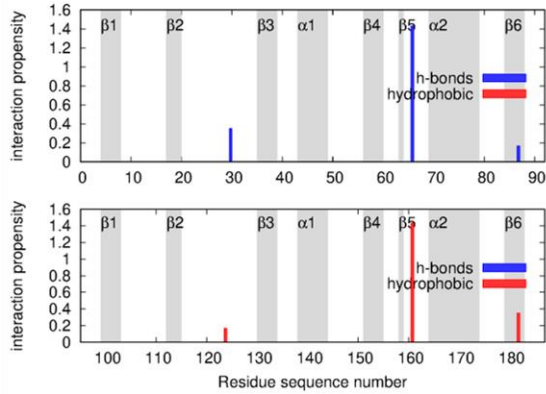 1.6
1.4
1.2
1
0.8
0.6
0.4
0.2
0
interaction propensity
β1 β2 β3 α1 β4 β5 α2 β6
h-bonds
hydrophobic
0 10 20 30 40 50 60 70 80 90
1.6
1.4
1.2
1
0.8
0.6
0.4
0.2
0
interaction propensity
β1 β2 β3 α1 β4 β5 α2 β6
h-bonds
hydrophobic
100 110 120 130 140 150 160 170 180
Residue sequence number